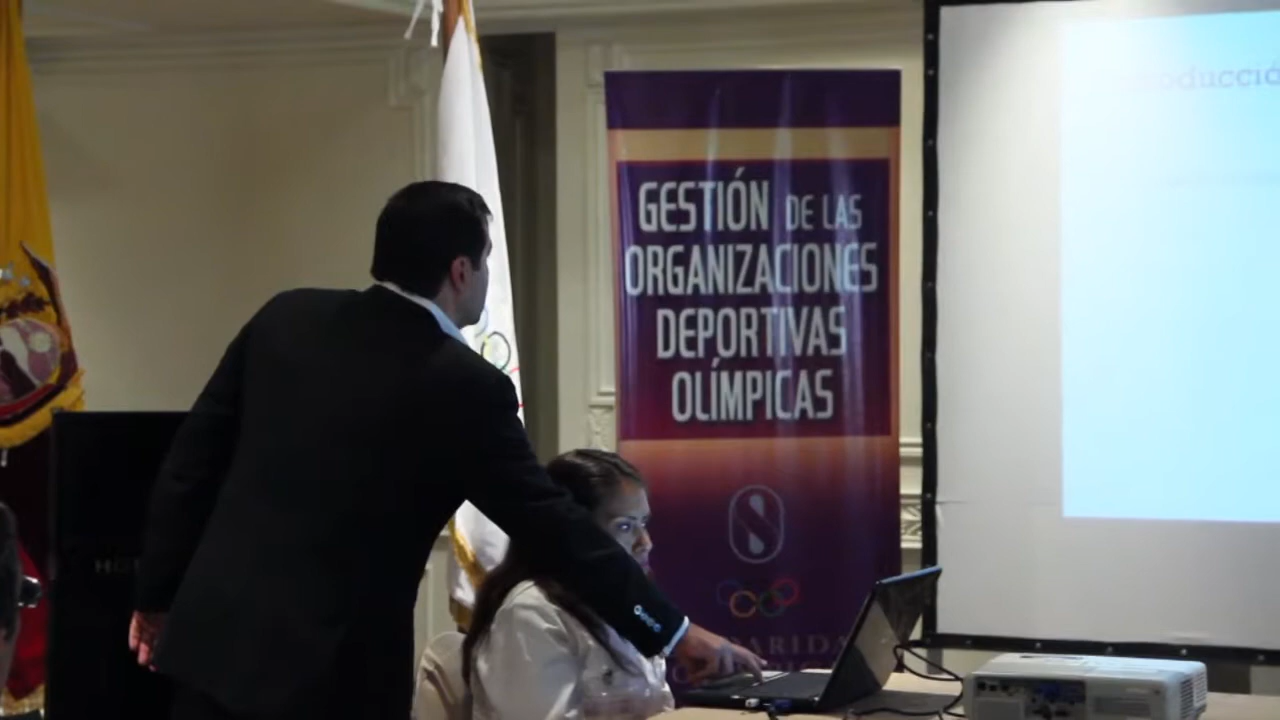 GESTIÓN DE LAS
ORGANIZACIONES
DEPORTIVAS
OLÍMPICAS